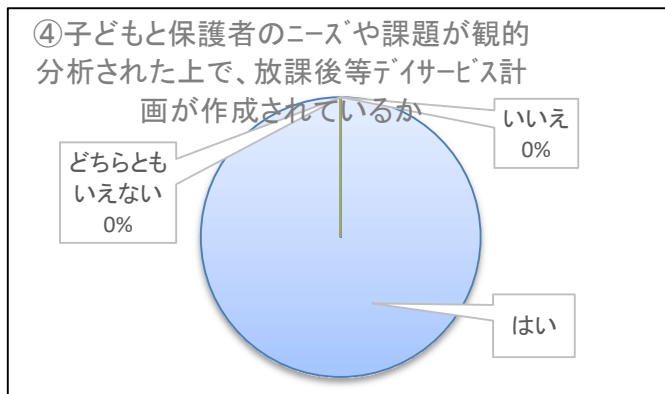 ④子どもと保護者のﾆｰｽﾞや課題が観的
分析された上で、放課後等ﾃﾞｲｻｰﾋﾞｽ計
画が作成されているか
いいえ
0%
どちらとも
いえない
0%
はい